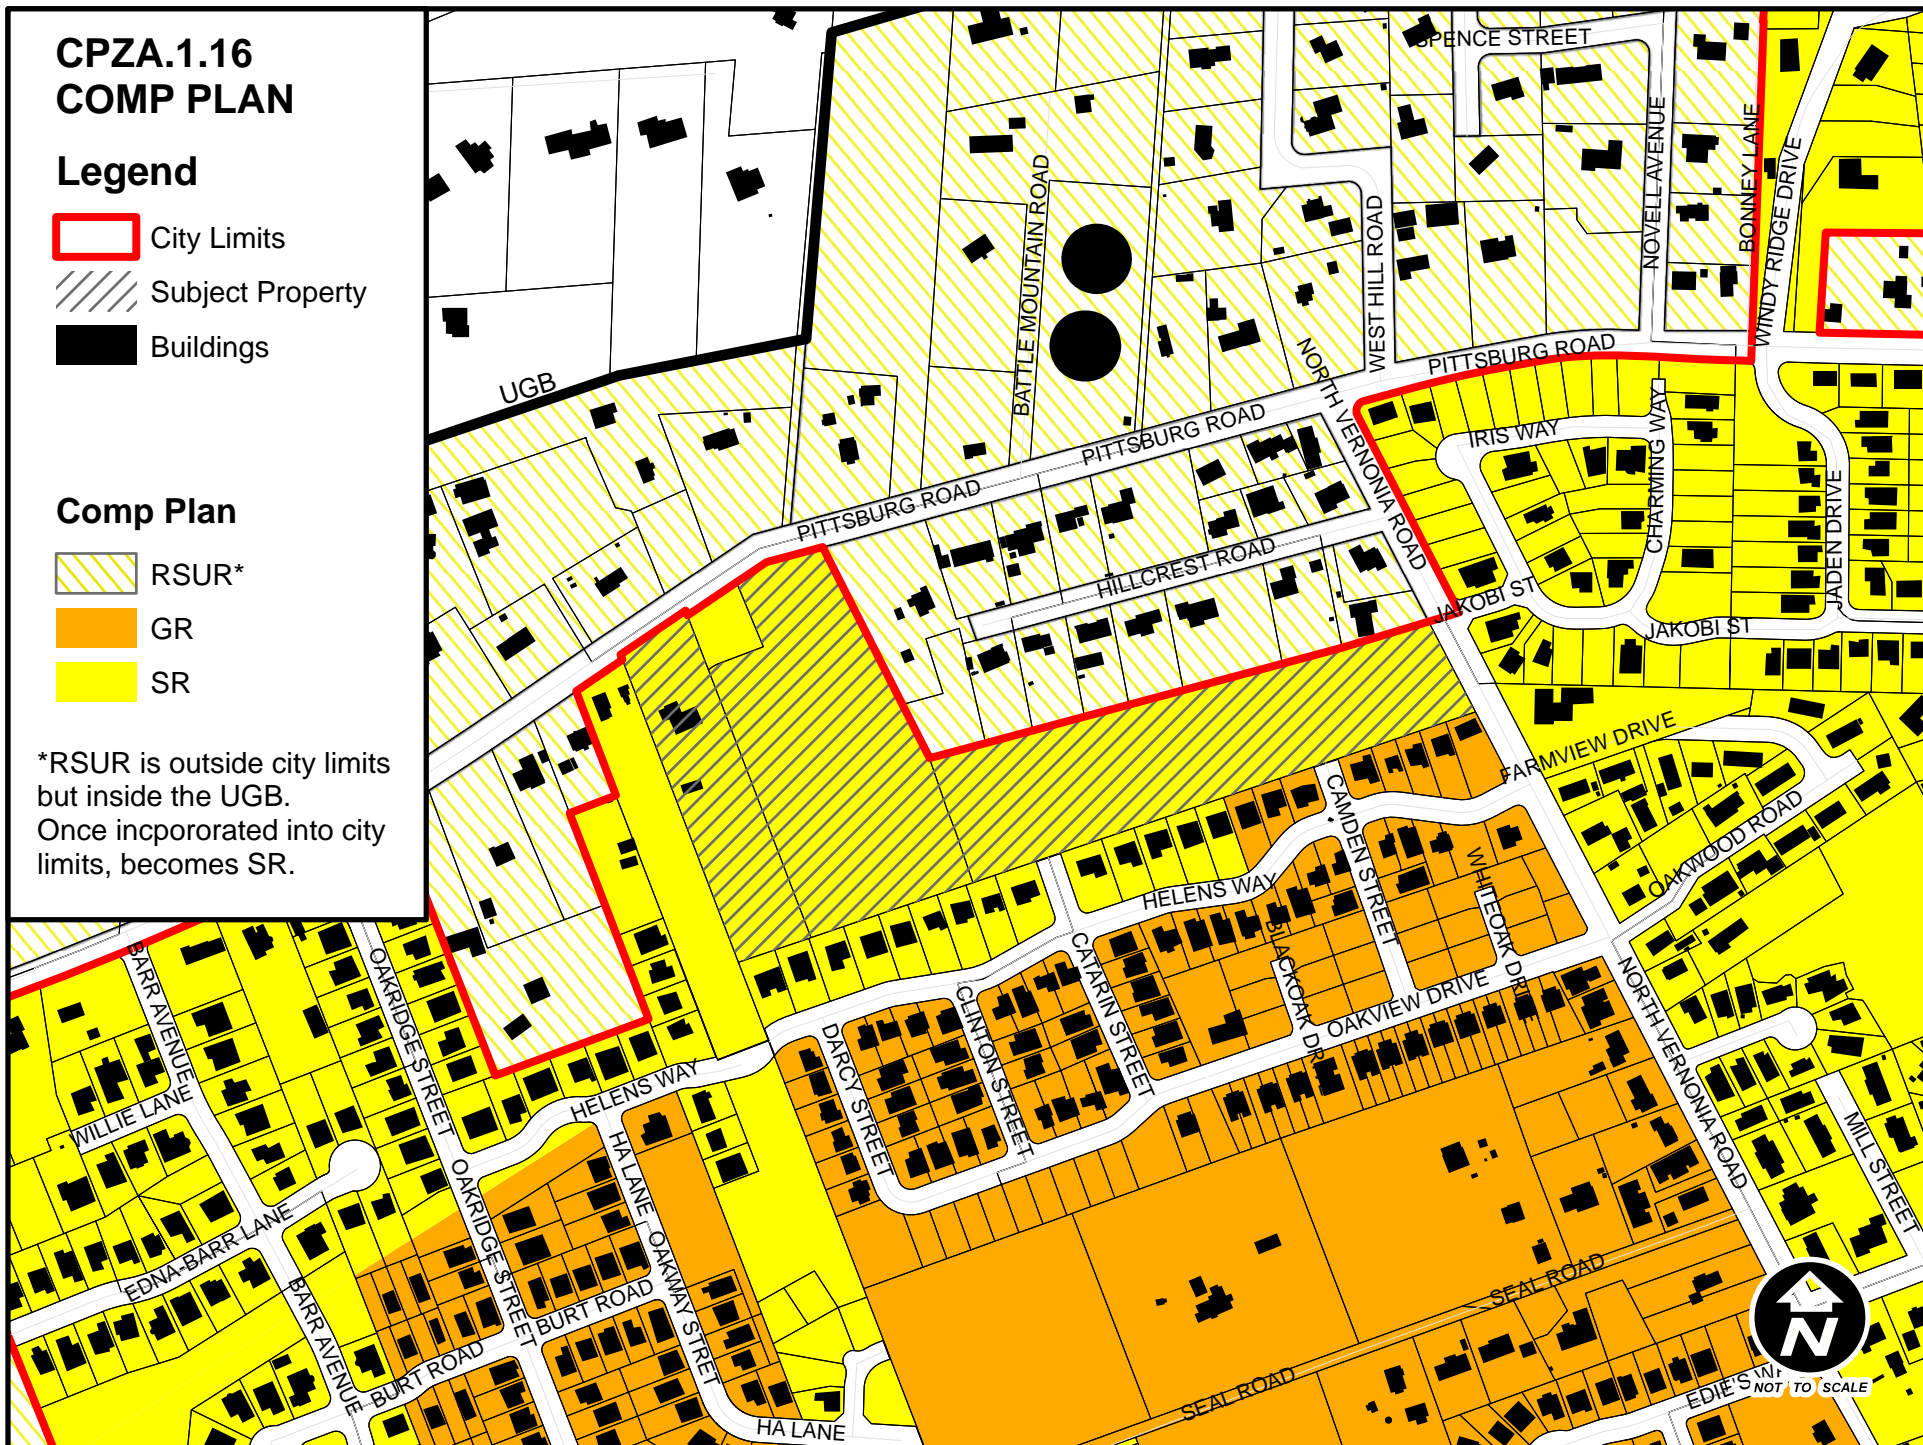 CPZA.1.16
COMP PLAN
Legend
City Limits
Subject Property
Buildings
Comp Plan
RSUR*
GR
SR
*RSUR is outside city limits
but inside the UGB.
Once incpororated into city
limits, becomes SR.
UGB
SPENCE STREET
BATTLE MOUNTAIN ROAD
WEST HILL ROAD
NOVELL AVENUE
BONNEY LANE
WINDY RIDGE DRIVE
PITTSBURG ROAD
PITTSBURG ROAD
PITTSBURG ROAD
NORTH VERNONIA ROAD
IRIS WAY
CHARMING WAY
JADEN DRIVE
HILLCREST ROAD
JAKOBI ST
JAKOBI ST
FARMVIEW DRIVE
OAKWOOD ROAD
CAMDEN STREET
WHITEOAK DRI
HELENS WAY
BLACKOAK DR
OAKVIEW DRIVE
CATARIN STREET
CLINTON STREET
DARCY STREET
NORTH VERNONIA ROAD
MILL STREET
BARR AVENUE
OAKRIDGE STREET
WILLIE LANE
HELENS WAY
HA LANE
OAKWAY STRET
OAKRIDGE STREET
EDNA-BARR LANE
BARR AVENUE
BURT ROAD
BURT ROAD
HA LANE
SEAL ROAD
SEAL ROAD
EDIE'S W
N
NOT TO SCALE